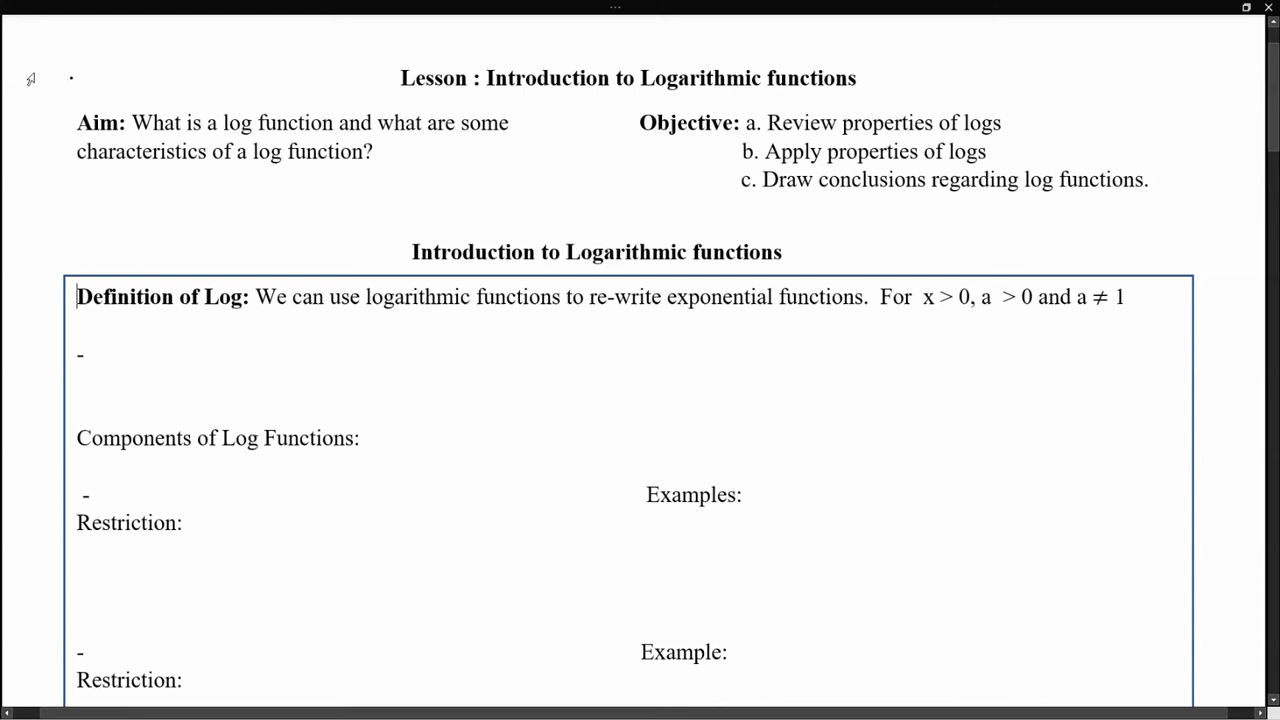 Lesson : Introduction to Logarithmic functions
Aim: What is a log function and what are some
characteristics of a log function?
Objective: a. Review properties of logs
b. Apply properties of logs
c. Draw conclusions regarding log functions.
Introduction to Logarithmic functions
Definition of Log: We can use logarithmic functions to re-write exponential functions. For x > 0, a > 0 and a ≠ 1
-
Components of Log Functions:
- Examples:
Restriction:
- Example:
Restriction: